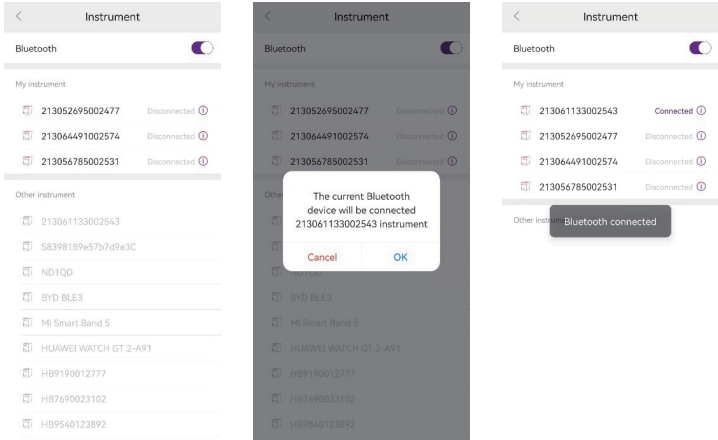 Instrument
Bluetooth
My instrument
213052695002477 Disconnected
213064491002574 Disconnected
213056785002531 Disconnected
Other instrument
213061133002543
S8398189e57b7d9e3C
ND1QD
BYD BLE3
Mi Smart Band 5
HUAWEI WATCH GT 2-A91
HB9190012777
HB7690023102
HB9540123892
Instrument
Bluetooth
My instrument
213052695002477 Disconnected
213064491002574 Disconnected
213056785002531 Disconnected
The current Bluetooth
device will be connected
213061133002543 instrument
Cancel OK
ND1QD
BYD BLE3
Mi Smart Band 5
HUAWEI WATCH GT 2-A91
HB9190012777
HB7690023102
HB9540123892
Instrument
Bluetooth
My instrument
213061133002543 Connected
213052695002477 Disconnected
213064491002574 Disconnected
213056785002531 Disconnected
Other
Bluetooth connected